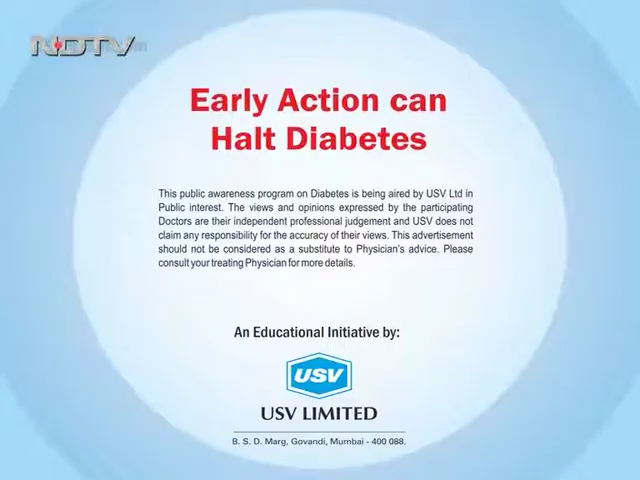 NDTV
Early Action can
Halt Diabetes
This public awareness program on Diabetes is being aired by USV Ltd in
Public interest. The views and opinions expressed by the participating
Doctors are their independent professional judgement and USV does not
claim any responsibility for the accuracy of their views. This advertisement
should not be considered as a substitute to Physician's advice. Please
consult your treating Physician for more details.
An Educational Initiative by:
USV
USV LIMITED
B. S. D. Marg, Govandi, Mumbai - 400 088.